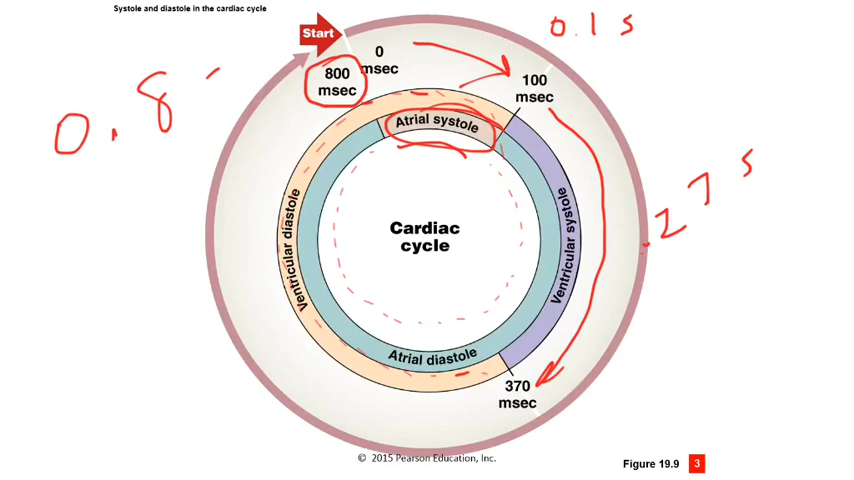 Systole and diastole in the cardiac cycle
0.1 s
Start
0
msec
800
msec
100
msec
0.8
Atrial systole
.27 s
Ventricular diastole
Cardiac
cycle
Ventricular systole
Atrial diastole
370
msec
© 2015 Pearson Education, Inc.
Figure 19.9 3